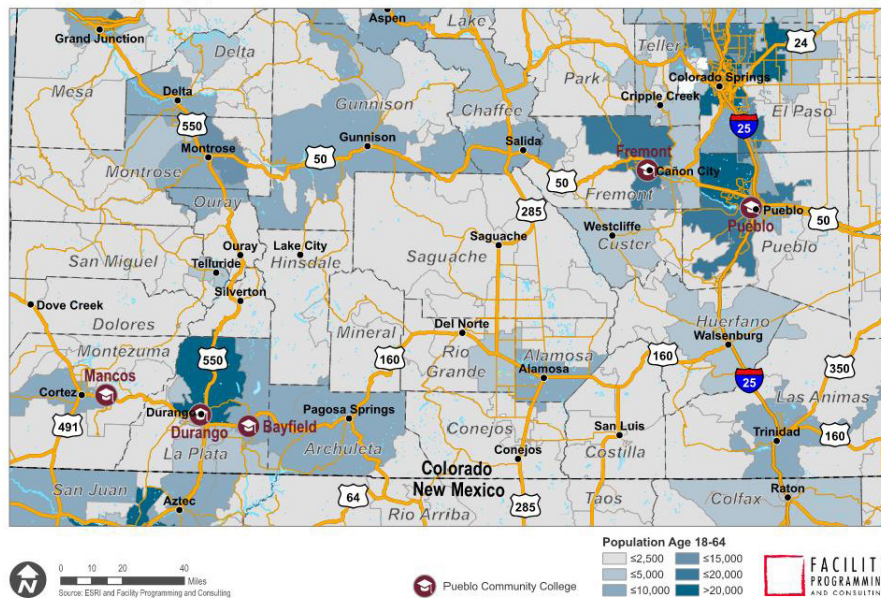 Aspen
Lake
24
Grand Junction
Delta
Teller
Colorado Springs
Mesa
Park
Delta
Gunnison
Chaffee
Cripple Creek
El Paso
550
25
Gunnison
Salida
Fremont
Montrose
50
Cañon City
Montrose
50
Fremont
Pueblo
Ouray
285
Pueblo
50
Westcliffe
Ouray
Lake City
Saguache
Custer
Pueblo
San Miguel
Telluride
Hinsdale
Saguache
Silverton
Dove Creek
Dolores
Mineral
Del Norte
Huerfano
Montezuma
550
160
Rio
Grande
Alamosa
160
Walsenburg
350
Mancos
Alamosa
25
Cortez
Las Animas
Durango
Pagosa Springs
491
Durango
Bayfield
San Luis
Trinidad
160
La Plata
Archuleta
Conejos
Conejos
Costilla
Colorado
San Juan
New Mexico
Aztec
64
Taos
Colfax
Raton
Rio Arriba
285
N
0 10 20 40
Miles
Source: ESRI and Facility Programming and Consulting
Pueblo Community College
Population Age 18-64
≤2,500 ≤15,000
≤5,000 ≤20,000
≤10,000 >20,000
FACILIT
PROGRAMMIN
AND CONSULTIN